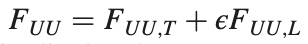 F_{UU} = F_{UU,T} + ϵF_{UU,L}